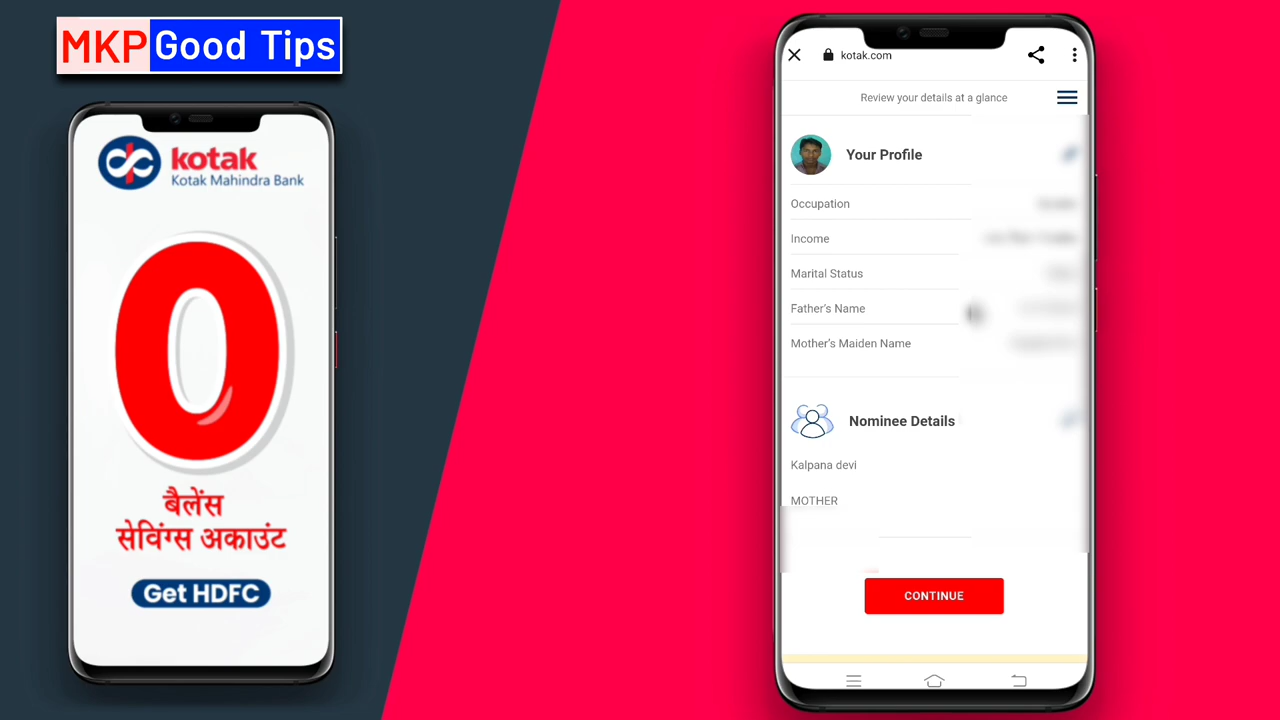 MKP Good Tips
kotak
Kotak Mahindra Bank
0
बैलेंस
सेविंग्स अकाउंट
Get HDFC
kotak.com
Review your details at a glance
Your Profile
Occupation
Income
Marital Status
Father's Name
Mother's Maiden Name
Nominee Details
Kalpana devi
MOTHER
CONTINUE